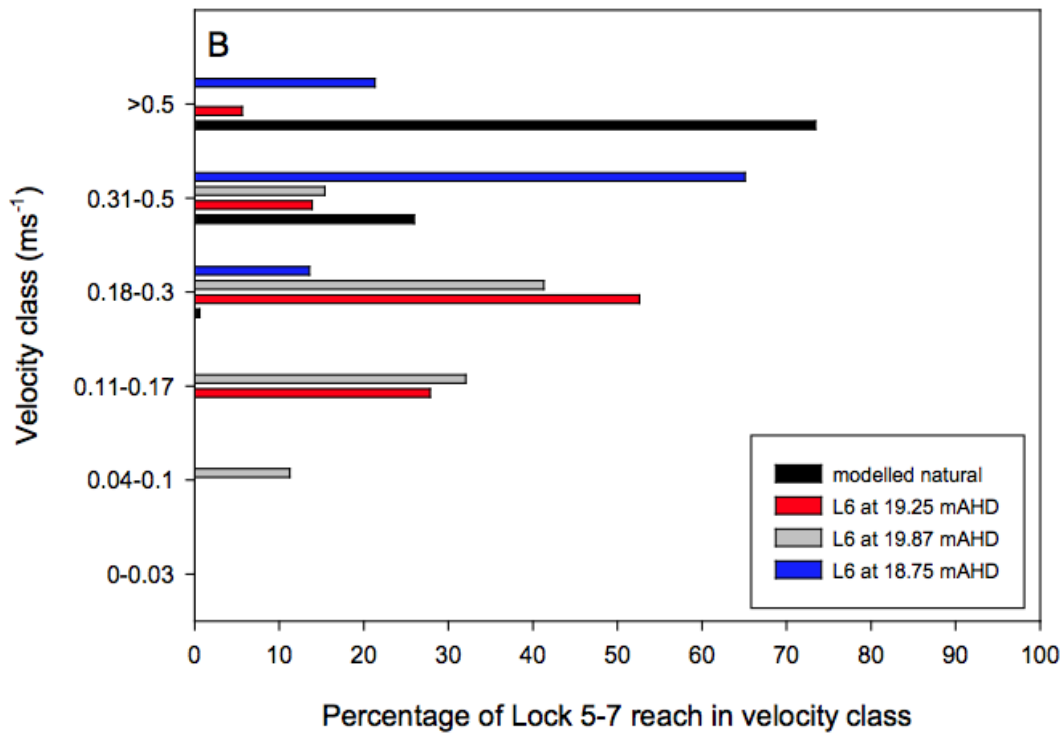 B
>0.5
0.31-0.5
0.18-0.3
0.11-0.17
0.04-0.1
0-0.03
Velocity class (ms⁻¹)
modelled natural
L6 at 19.25 mAHD
L6 at 19.87 mAHD
L6 at 18.75 mAHD
0 10 20 30 40 50 60 70 80 90 100
Percentage of Lock 5-7 reach in velocity class